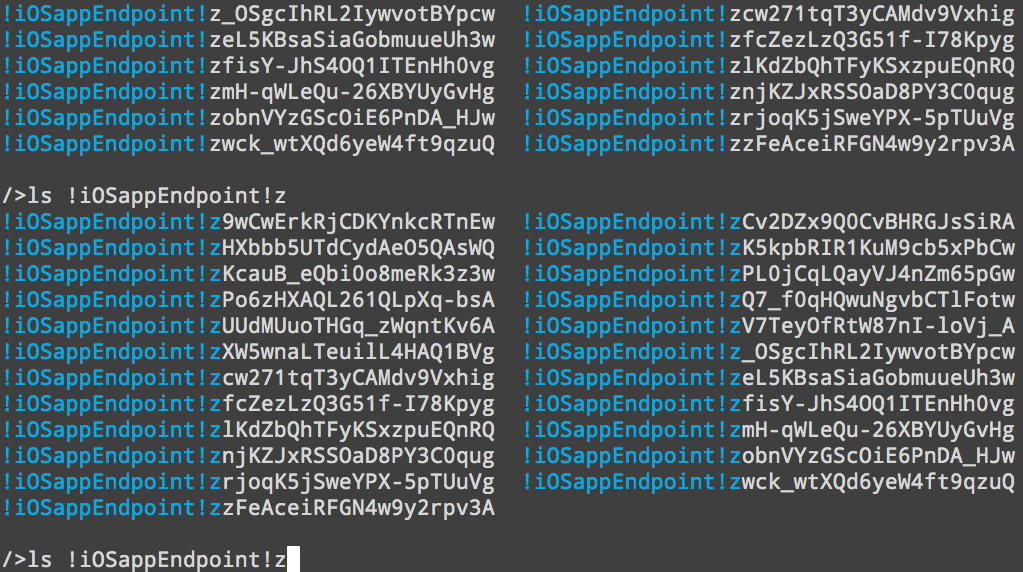 !iOSappEndpoint!z_OSgcIhRL2IywvotBYpcw !iOSappEndpoint!zcw271tqT3yCAMdv9Vxhig
!iOSappEndpoint!zeL5KBsaSiaGobmuueUh3w !iOSappEndpoint!zfcZezLzQ3G51f-I78Kpyg
!iOSappEndpoint!zfisY-JhS4OQ1ITEnHh0vg !iOSappEndpoint!zlKdZbQhTFyKSxzpuEQnRQ
!iOSappEndpoint!zmH-qWLeQu-26XBYUyGvHg !iOSappEndpoint!znjKZJxRSSOaD8PY3C0qug
!iOSappEndpoint!zobnVYzGScOiE6PnDA_HJw !iOSappEndpoint!zrjoqK5jSweYPX-5pTUuVg
!iOSappEndpoint!zwck_wtXQd6yeW4ft9qzuQ !iOSappEndpoint!zzFeAceiRFGN4w9y2rpv3A
/>ls !iOSappEndpoint!z
!iOSappEndpoint!z9wCwErkRjCDKYnkcRTnEw !iOSappEndpoint!zCv2DZx9Q0CvBHRGJsSiRA
!iOSappEndpoint!zHXbbb5UTdCydAeO5QAsWQ !iOSappEndpoint!zK5kpbRIR1KuM9cb5xPbCw
!iOSappEndpoint!zKcauB_eQbi0o8meRk3z3w !iOSappEndpoint!zPL0jCqLQayVJ4nZm65pGw
!iOSappEndpoint!zPo6zHXAQL261QLpXq-bsA !iOSappEndpoint!zQ7_f0qHQwuNgvbCTlFotw
!iOSappEndpoint!zUUdMUuoTHGq_zWqntKv6A !iOSappEndpoint!zV7TeyOfRtW87nI-loVj_A
!iOSappEndpoint!zXW5wnaLTeuilL4HAQ1BVg !iOSappEndpoint!z_OSgcIhRL2IywvotBYpcw
!iOSappEndpoint!zcw271tqT3yCAMdv9Vxhig !iOSappEndpoint!zeL5KBsaSiaGobmuueUh3w
!iOSappEndpoint!zfcZezLzQ3G51f-I78Kpyg !iOSappEndpoint!zfisY-JhS4OQ1ITEnHh0vg
!iOSappEndpoint!zlKdZbQhTFyKSxzpuEQnRQ !iOSappEndpoint!zmH-qWLeQu-26XBYUyGvHg
!iOSappEndpoint!znjKZJxRSSOaD8PY3C0qug !iOSappEndpoint!zobnVYzGScOiE6PnDA_HJw
!iOSappEndpoint!zrjoqK5jSweYPX-5pTUuVg !iOSappEndpoint!zwck_wtXQd6yeW4ft9qzuQ
!iOSappEndpoint!zzFeAceiRFGN4w9y2rpv3A
/>ls !iOSappEndpoint!z